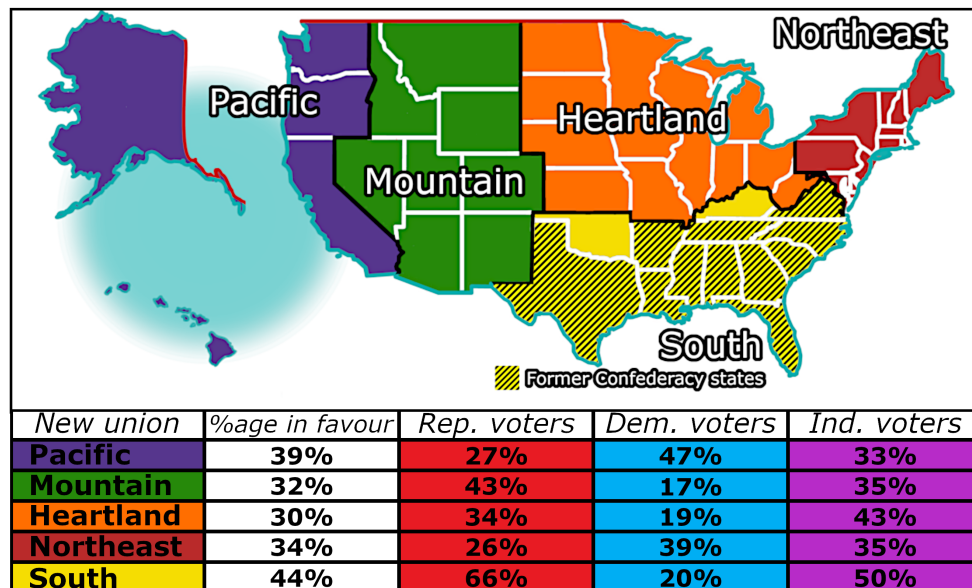 Northeast
Pacific
Heartland
Mountain
South
Former Confederacy states
New union %age in favour Rep. voters Dem. voters Ind. voters
Pacific 39% 27% 47% 33%
Mountain 32% 43% 17% 35%
Heartland 30% 34% 19% 43%
Northeast 34% 26% 39% 35%
South 44% 66% 20% 50%